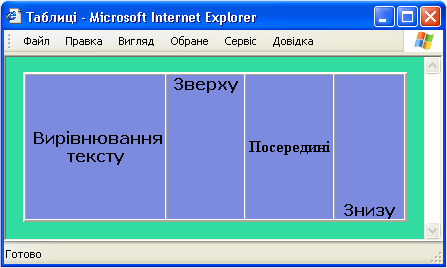 Таблиці - Microsoft Internet Explorer
Файл Правка Вигляд Обране Сервіс Довідка
Зверху
Вирівнювання
тексту
Посередині
Знизу
Готово